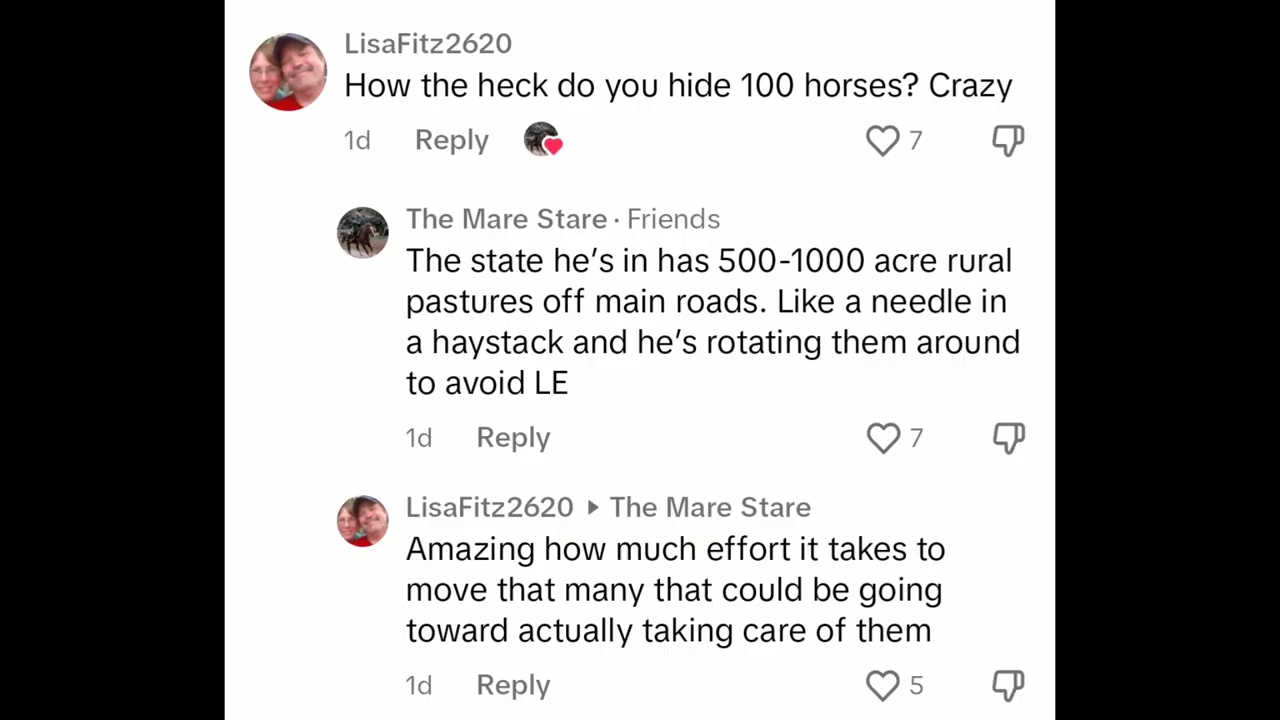 LisaFitz2620
How the heck do you hide 100 horses? Crazy
1d Reply 7
The Mare Stare · Friends
The state he’s in has 500-1000 acre rural
pastures off main roads. Like a needle in
a haystack and he’s rotating them around
to avoid LE
1d Reply 7
LisaFitz2620 ▸ The Mare Stare
Amazing how much effort it takes to
move that many that could be going
toward actually taking care of them
1d Reply 5